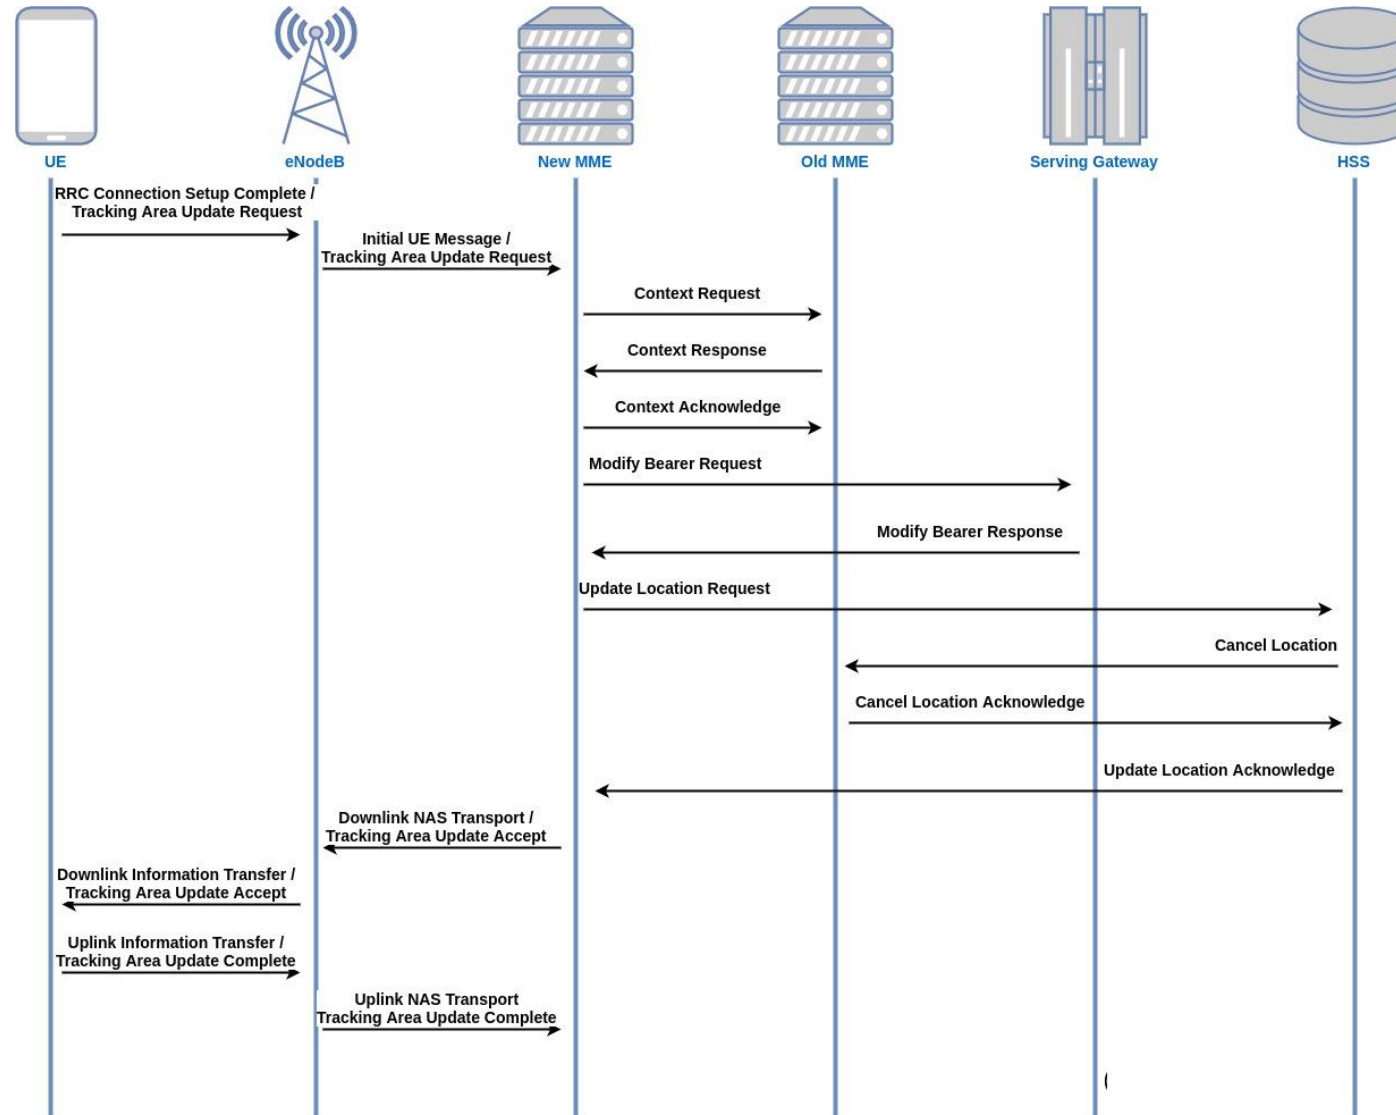 UE
eNodeB
New MME
Old MME
Serving Gateway
HSS
RRC Connection Setup Complete /
Tracking Area Update Request
Initial UE Message /
Tracking Area Update Request
Context Request
Context Response
Context Acknowledge
Modify Bearer Request
Modify Bearer Response
Update Location Request
Cancel Location
Cancel Location Acknowledge
Update Location Acknowledge
Downlink NAS Transport /
Tracking Area Update Accept
Downlink Information Transfer /
Tracking Area Update Accept
Uplink Information Transfer /
Tracking Area Update Complete
Uplink NAS Transport
Tracking Area Update Complete
(